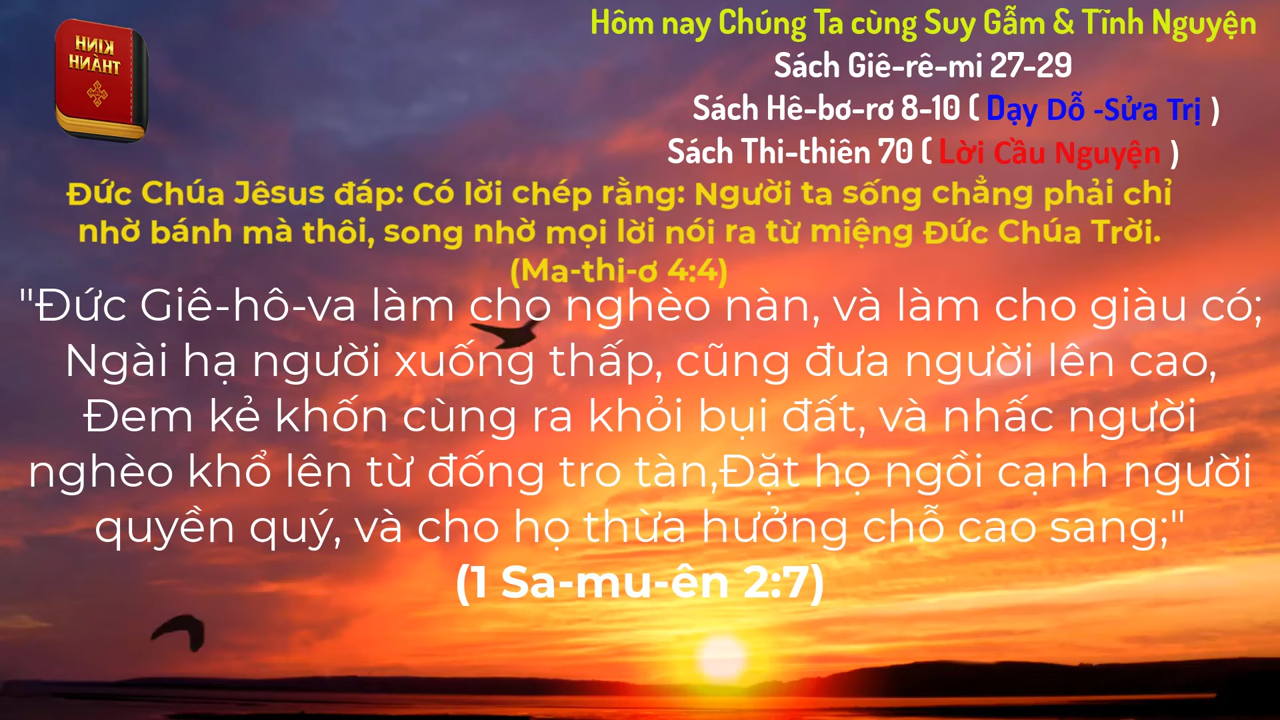 KINH
THÁNH
Hôm nay Chúng Ta cùng Suy Gẫm & Tĩnh Nguyện
Sách Giê-rê-mi 27-29
Sách Hê-bơ-rơ 8-10 ( Dạy Dỗ -Sửa Trị )
Sách Thi-thiên 70 ( Lời Cầu Nguyện )
Đức Chúa Jêsus đáp: Có lời chép rằng: Người ta sống chẳng phải chỉ
nhờ bánh mà thôi, song nhờ mọi lời nói ra từ miệng Đức Chúa Trời.
(Ma-thi-ơ 4:4)
"Đức Giê-hô-va làm cho nghèo nàn, và làm cho giàu có;
Ngài hạ người xuống thấp, cũng đưa người lên cao,
Đem kẻ khốn cùng ra khỏi bụi đất, và nhấc người
nghèo khổ lên từ đống tro tàn,Đặt họ ngồi cạnh người
quyền quý, và cho họ thừa hưởng chỗ cao sang;"
(1 Sa-mu-ên 2:7)